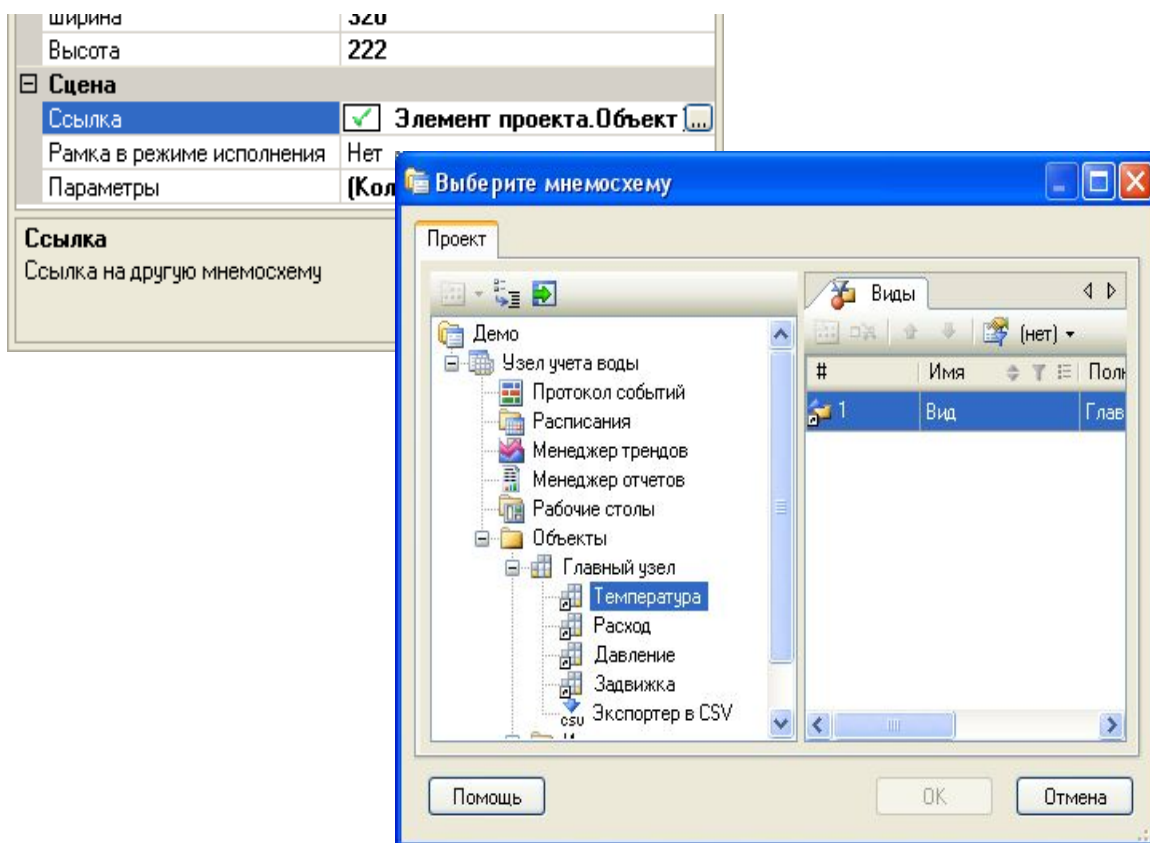 Ширина 320
Высота 222
Сцена
Ссылка Элемент проекта.Объект ...
Рамка в режиме исполнения Нет
Параметры (Кол
Ссылка
Ссылка на другую мнемосхему
Выберите мнемосхему
Проект
Демо
Узел учета воды
Протокол событий
Расписания
Менеджер трендов
Менеджер отчетов
Рабочие столы
Объекты
Главный узел
Температура
Расход
Давление
Задвижка
csv Экспортер в CSV
Виды
(нет)
# Имя Полн
1 Вид Глав
Помощь OK Отмена